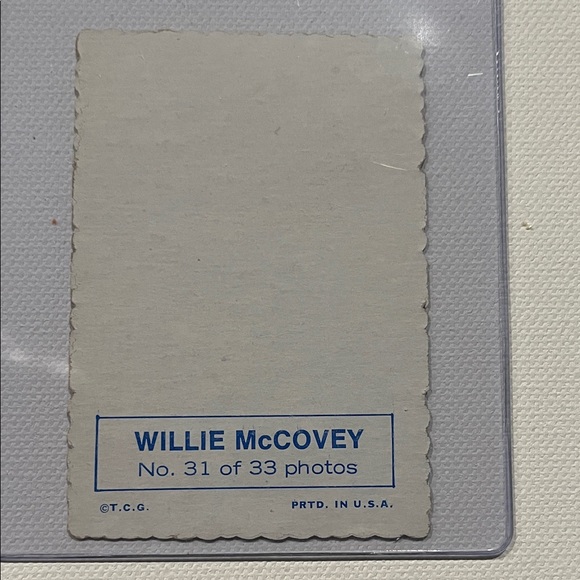 WILLIE McCOVEY
No. 31 of 33 photos
©T.C.G. PRTD. IN U.S.A.